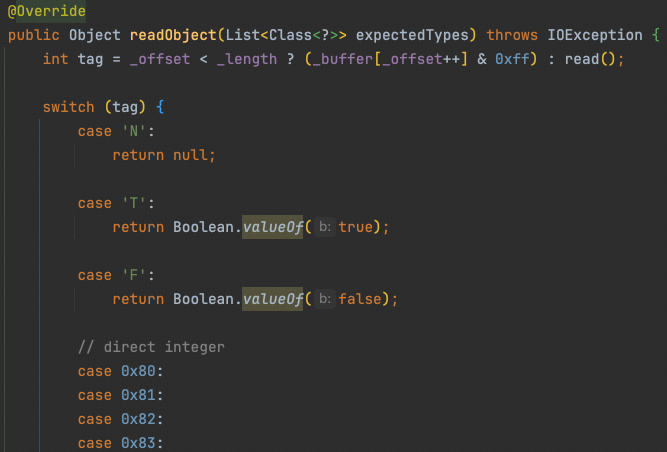 @Override
public Object readObject(List<Class<?>> expectedTypes) throws IOException {
int tag = _offset < _length ? (_buffer[_offset++] & 0xff) : read();
switch (tag) {
case 'N':
return null;
case 'T':
return Boolean.valueOf( b: true);
case 'F':
return Boolean.valueOf( b: false);
// direct integer
case 0x80:
case 0x81:
case 0x82:
case 0x83: